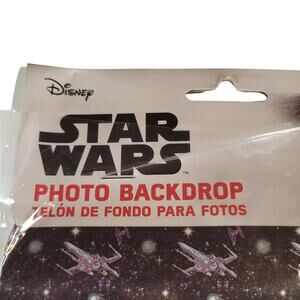 Disney
STAR
WARS
PHOTO BACKDROP
TELÓN DE FONDO PARA FOTOS